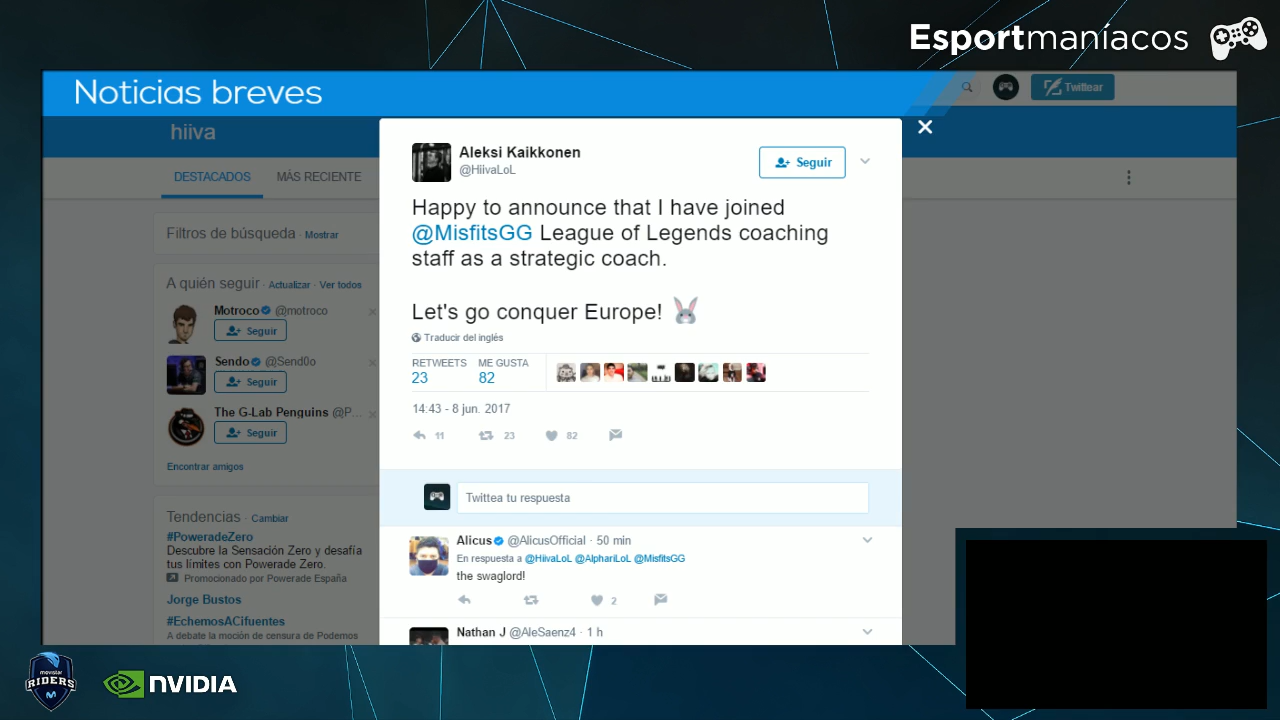 Esportmaníacos
Noticias breves
Twittear
hiiva
DESTACADOS MÁS RECIENTE
Filtros de búsqueda · Mostrar
A quién seguir · Actualizar · Ver todos
Motroco @motroco
Seguir
Sendo @Send0o
Seguir
The G-Lab Penguins @P...
Seguir
Encontrar amigos
Tendencias · Cambiar
#PoweradeZero
Descubre la Sensación Zero y desafía
tus límites con Powerade Zero.
Promocionado por Powerade España
Jorge Bustos
#EchemosACifuentes
A debate la moción de censura de Podemos
Aleksi Kaikkonen
@HiivaLoL
Seguir
Happy to announce that I have joined
@MisfitsGG League of Legends coaching
staff as a strategic coach.
Let's go conquer Europe! 🐰
Traducir del inglés
RETWEETS ME GUSTA
23 82
14:43 - 8 jun. 2017
11 23 82
Twittea tu respuesta
Alicus @AlicusOfficial · 50 min
En respuesta a @HiivaLoL @AlphariLoL @MisfitsGG
the swaglord!
2
Nathan J @AleSaenz4 · 1 h
movistar
RIDERS
NVIDIA